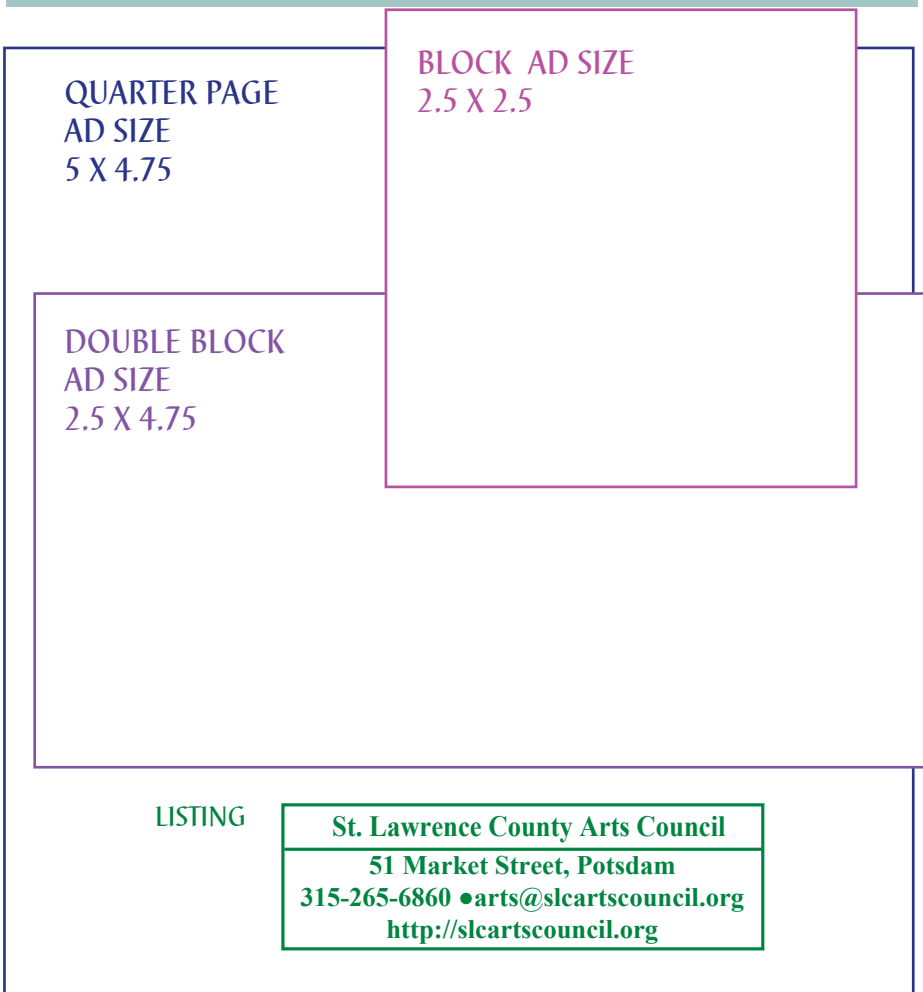 BLOCK AD SIZE
2.5 X 2.5
QUARTER PAGE
AD SIZE
5 X 4.75
DOUBLE BLOCK
AD SIZE
2.5 X 4.75
LISTING
St. Lawrence County Arts Council
51 Market Street, Potsdam
315-265-6860 ●arts@slcartscouncil.org
http://slcartscouncil.org